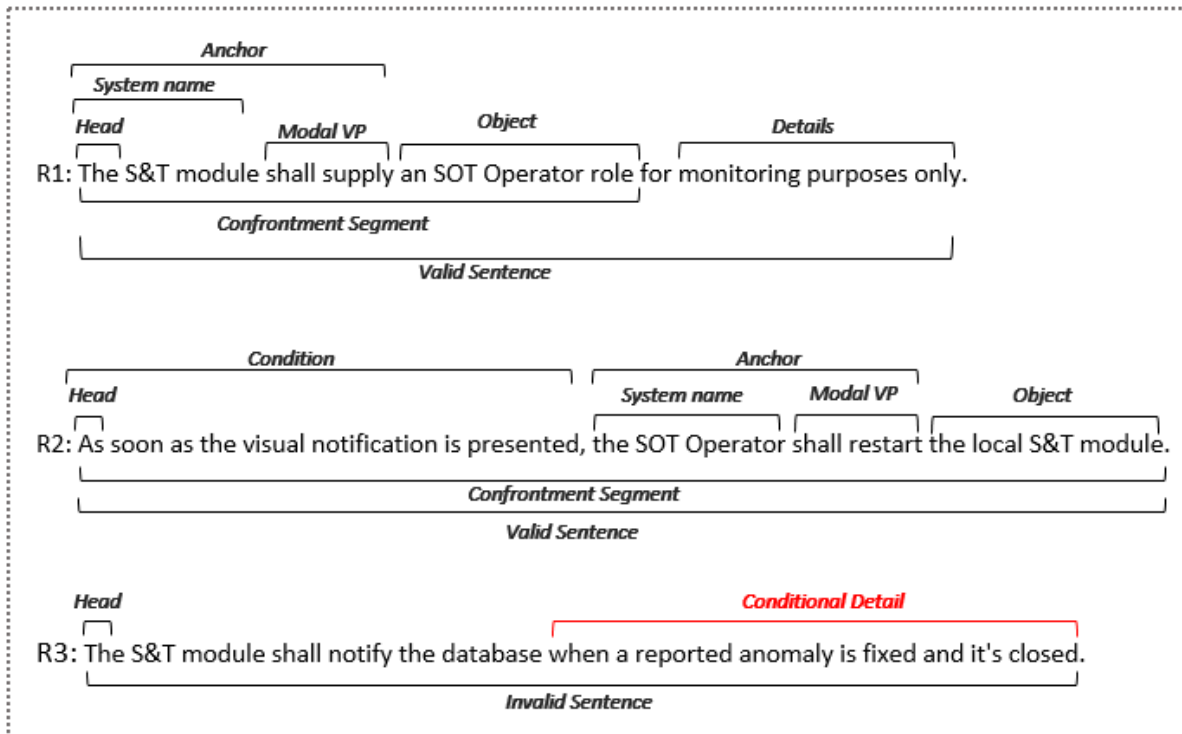 Anchor
System name
Head Modal VP Object Details
R1: The S&T module shall supply an SOT Operator role for monitoring purposes only.
Confrontment Segment
Valid Sentence
Condition Anchor
Head System name Modal VP Object
R2: As soon as the visual notification is presented, the SOT Operator shall restart the local S&T module.
Confrontment Segment
Valid Sentence
Head Conditional Detail
R3: The S&T module shall notify the database when a reported anomaly is fixed and it's closed.
Invalid Sentence